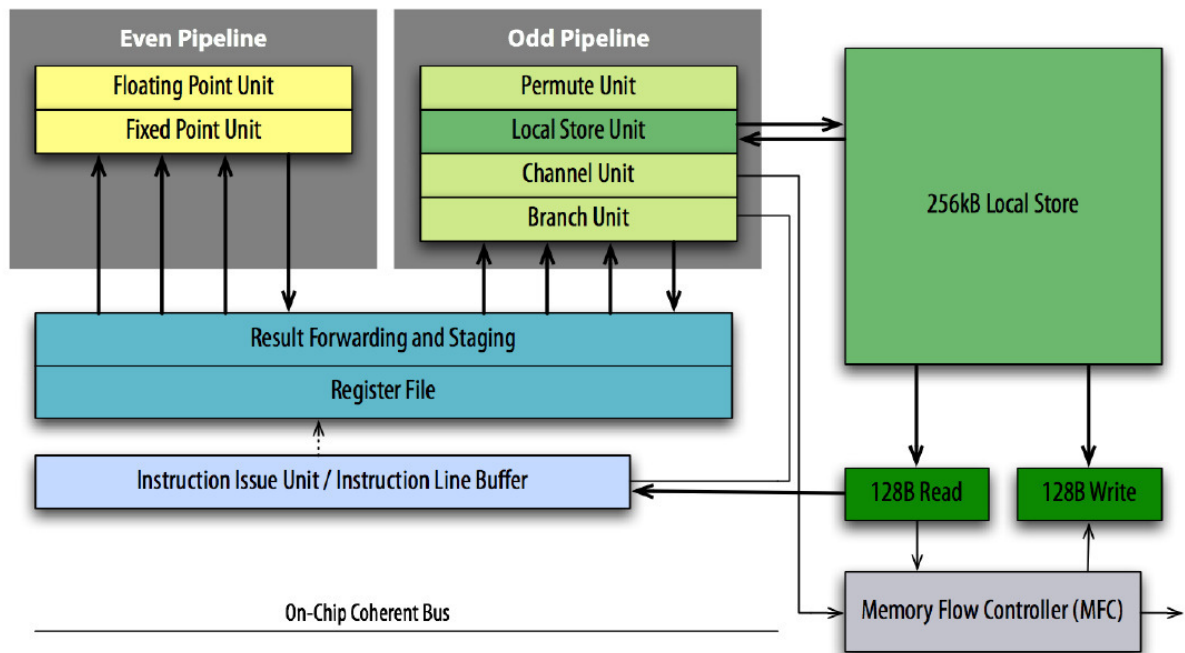 Even Pipeline
Floating Point Unit
Fixed Point Unit
Odd Pipeline
Permute Unit
Local Store Unit
Channel Unit
Branch Unit
256kB Local Store
Result Forwarding and Staging
Register File
Instruction Issue Unit / Instruction Line Buffer
128B Read
128B Write
On-Chip Coherent Bus
Memory Flow Controller (MFC)